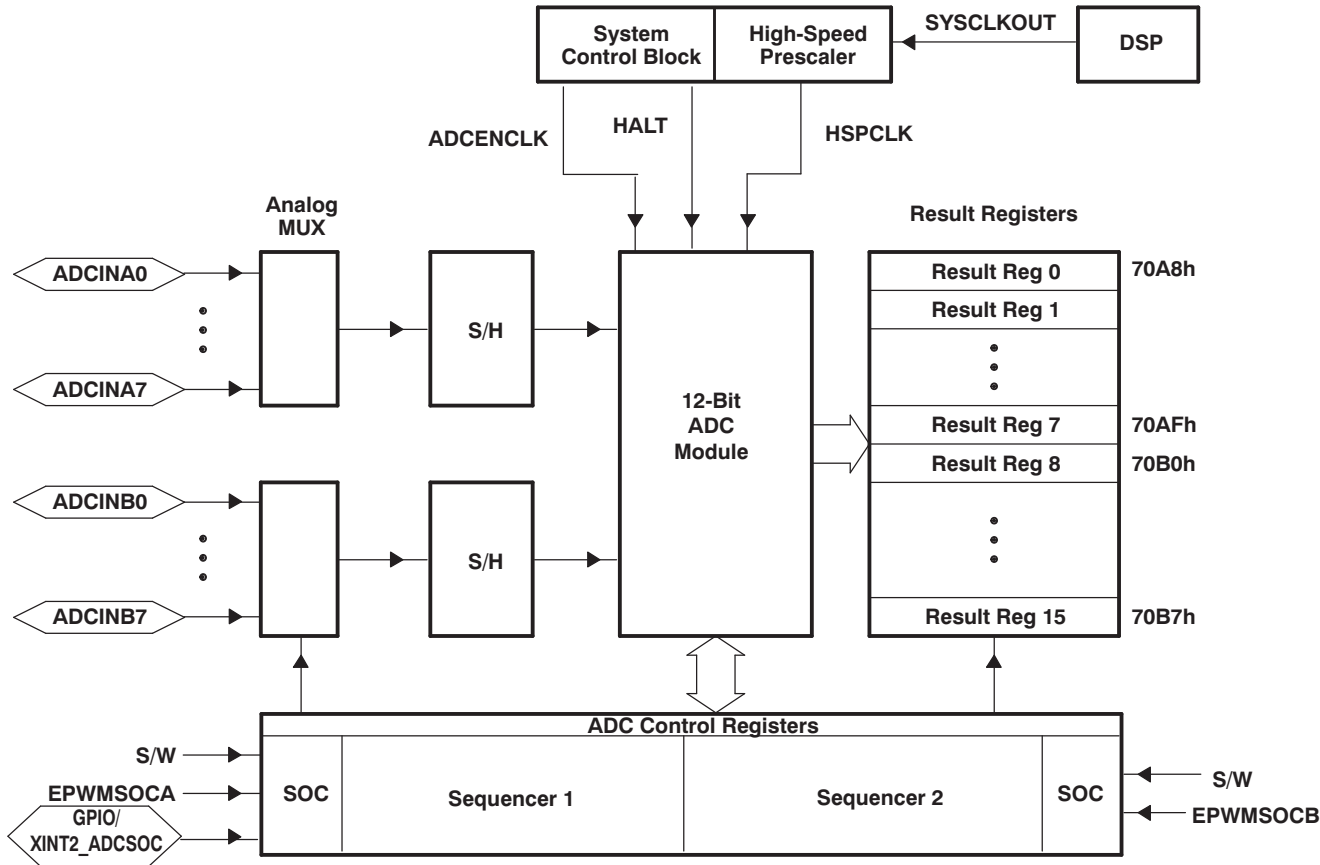 System
Control Block
High-Speed
Prescaler
SYSCLKOUT
DSP
ADCENCLK
HALT
HSPCLK
Analog
MUX
Result Registers
ADCINA0
ADCINA7
S/H
12-Bit
ADC
Module
Result Reg 0
70A8h
Result Reg 1
Result Reg 7
70AFh
Result Reg 8
70B0h
ADCINB0
ADCINB7
S/H
Result Reg 15
70B7h
ADC Control Registers
S/W
EPWMSOCA
GPIO/
XINT2_ADCSOC
SOC
Sequencer 1
Sequencer 2
SOC
S/W
EPWMSOCB